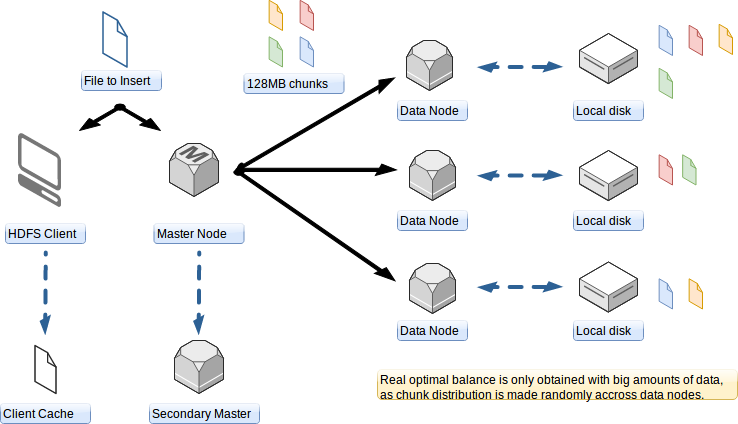 File to Insert
128MB chunks
Data Node
Local disk
HDFS Client
Master Node
M
Data Node
Local disk
Data Node
Local disk
Client Cache
Secondary Master
Real optimal balance is only obtained with big amounts of data,
as chunk distribution is made randomly accross data nodes.